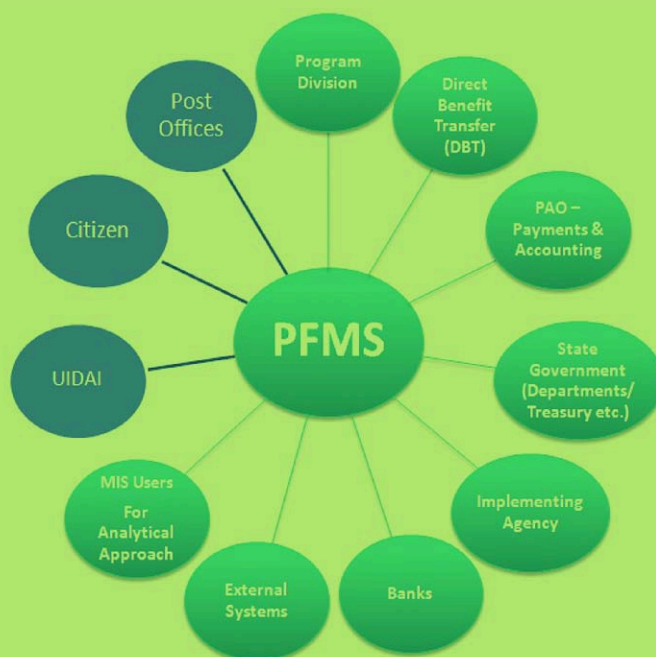 Program
Division
Direct
Benefit
Transfer
(DBT)
Post
Offices
PAO –
Payments &
Accounting
Citizen
PFMS
State
Government
(Departments/
Treasury etc.)
UIDAI
MIS Users
For
Analytical
Approach
Implementing
Agency
External
Systems
Banks